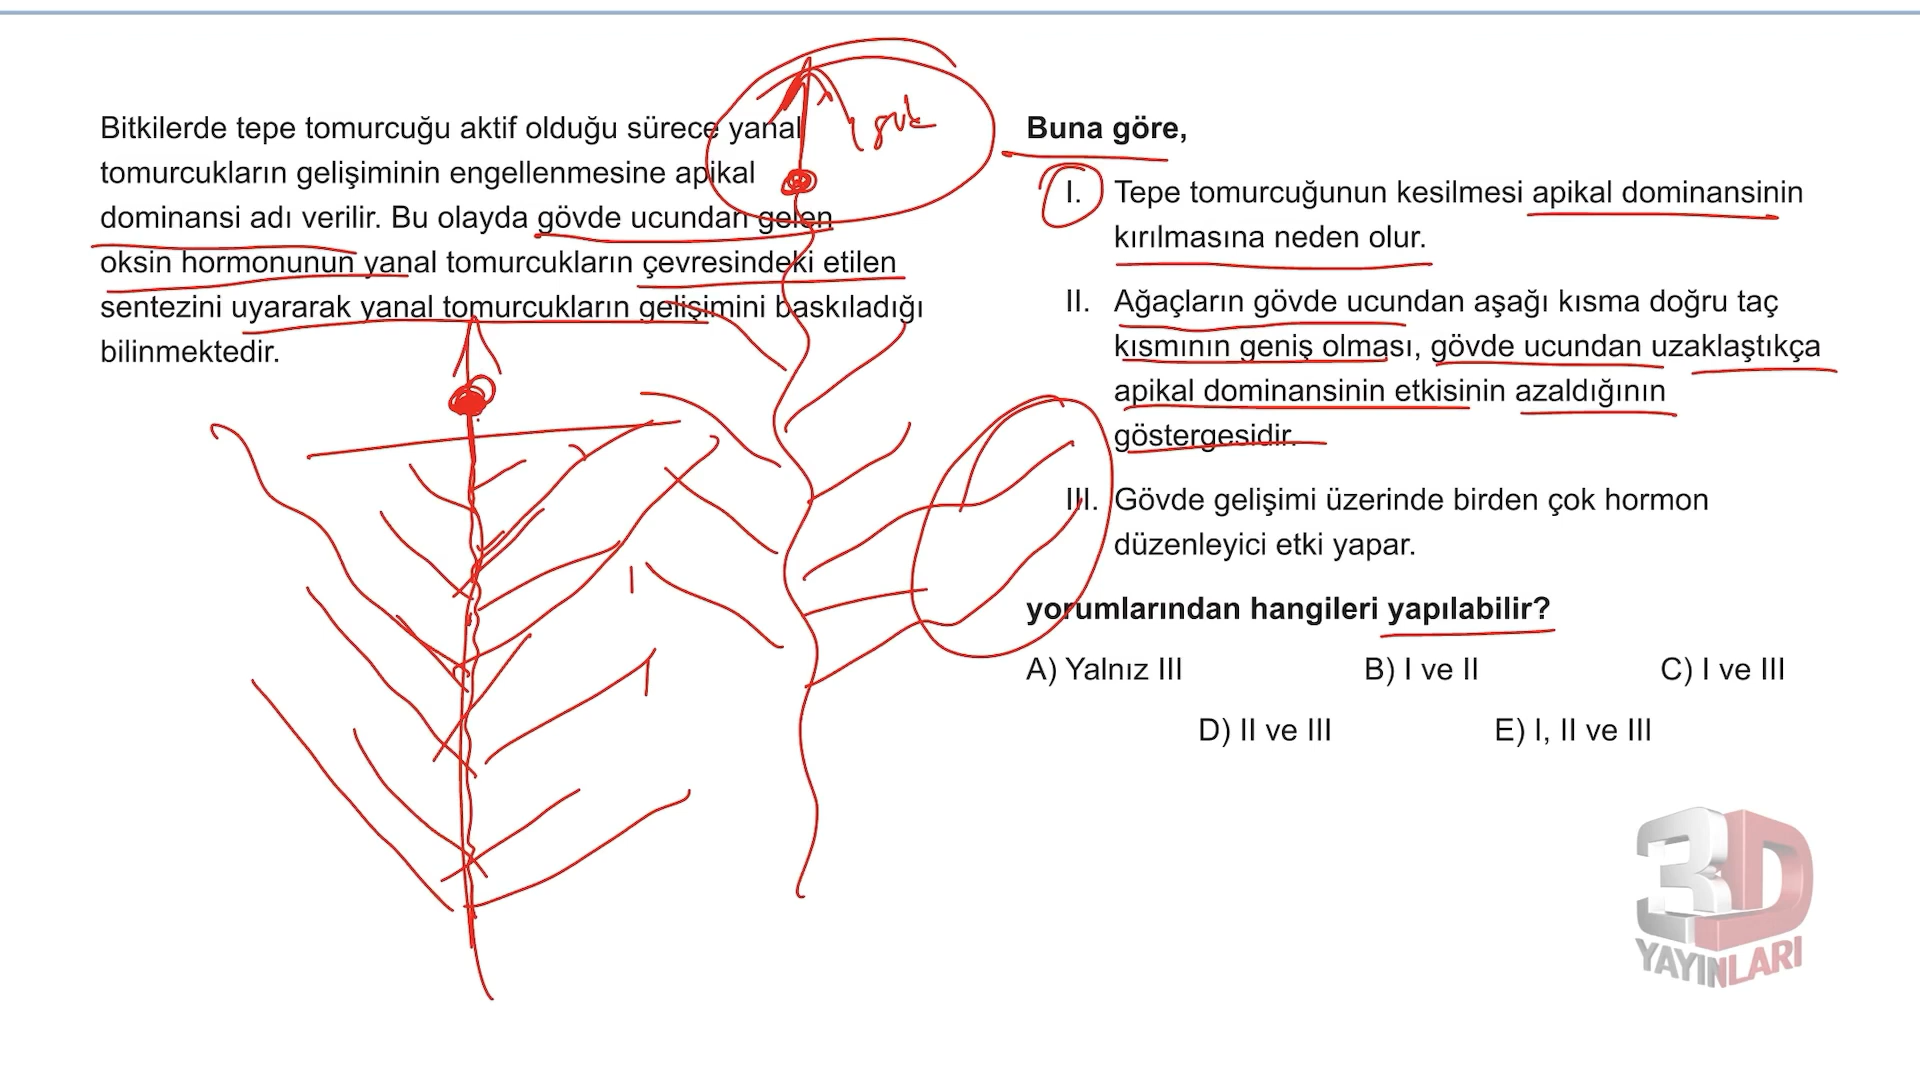 Bitkilerde tepe tomurcuğu aktif olduğu sürece yanal
tomurcukların gelişiminin engellenmesine apikal
dominansi adı verilir. Bu olayda gövde ucundan gelen
oksin hormonunun yanal tomurcukların çevresindeki etilen
sentezini uyararak yanal tomurcukların gelişimini baskıladığı
bilinmektedir.
Buna göre,
I. Tepe tomurcuğunun kesilmesi apikal dominansinin
kırılmasına neden olur.
II. Ağaçların gövde ucundan aşağı kısma doğru taç
kısmının geniş olması, gövde ucundan uzaklaştıkça
apikal dominansinin etkisinin azaldığının
göstergesidir.
III. Gövde gelişimi üzerinde birden çok hormon
düzenleyici etki yapar.
yorumlarından hangileri yapılabilir?
A) Yalnız III B) I ve II C) I ve III
D) II ve III E) I, II ve III
3D
YAYINLARI